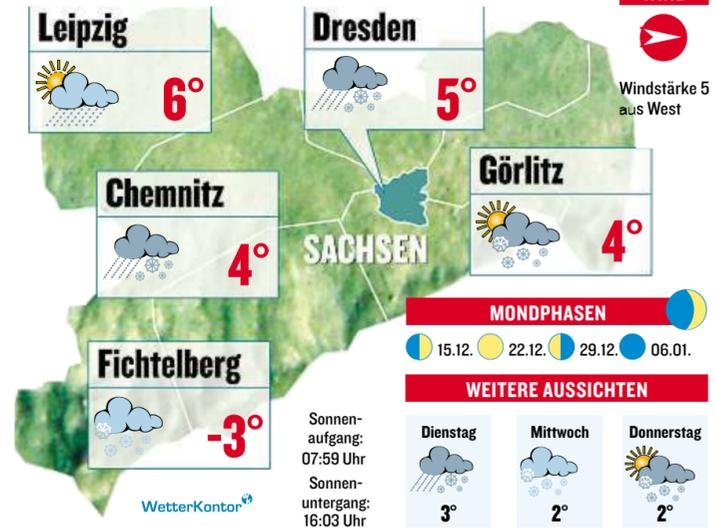 Leipzig
6°
Dresden
5°
Windstärke 5
aus West
Chemnitz
4°
Görlitz
4°
SACHSEN
Fichtelberg
-3°
MONDPHASEN
15.12. 22.12. 29.12. 06.01.
WEITERE AUSSICHTEN
Dienstag
3°
Mittwoch
2°
Donnerstag
2°
Sonnen-
aufgang:
07:59 Uhr
Sonnen-
untergang:
16:03 Uhr
WetterKontor